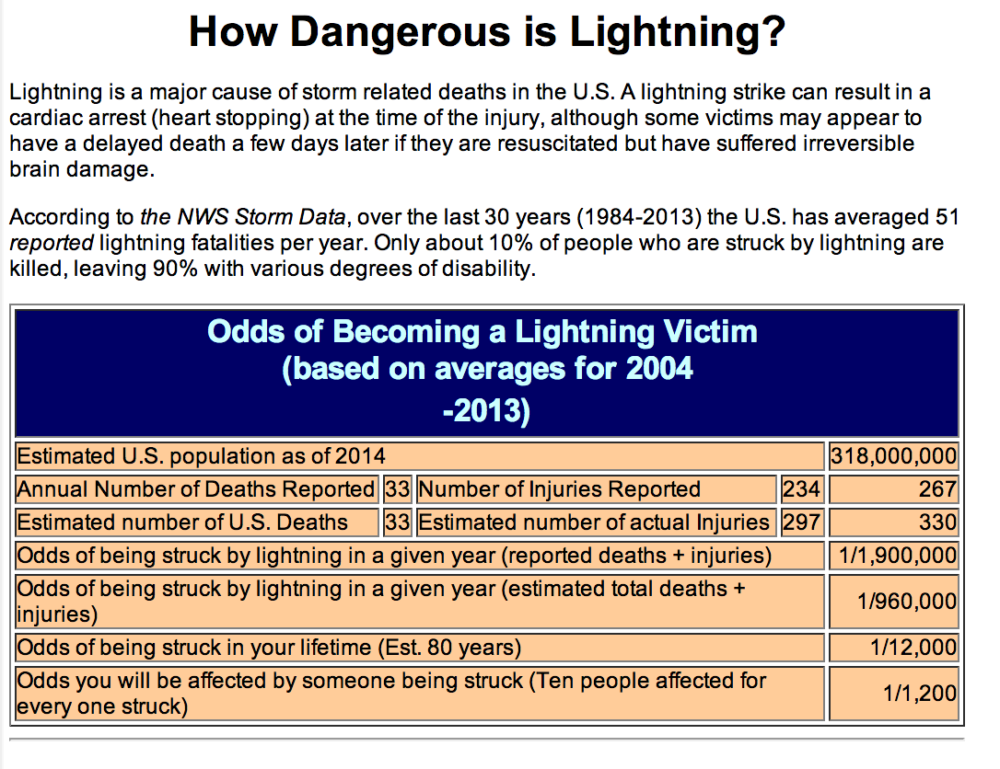 How Dangerous is Lightning?
Lightning is a major cause of storm related deaths in the U.S. A lightning strike can result in a
cardiac arrest (heart stopping) at the time of the injury, although some victims may appear to
have a delayed death a few days later if they are resuscitated but have suffered irreversible
brain damage.
According to the NWS Storm Data, over the last 30 years (1984-2013) the U.S. has averaged 51
reported lightning fatalities per year. Only about 10% of people who are struck by lightning are
killed, leaving 90% with various degrees of disability.
Odds of Becoming a Lightning Victim
(based on averages for 2004
-2013)
Estimated U.S. population as of 2014 318,000,000
Annual Number of Deaths Reported 33 Number of Injuries Reported 234 267
Estimated number of U.S. Deaths 33 Estimated number of actual Injuries 297 330
Odds of being struck by lightning in a given year (reported deaths + injuries) 1/1,900,000
Odds of being struck by lightning in a given year (estimated total deaths +
injuries) 1/960,000
Odds of being struck in your lifetime (Est. 80 years) 1/12,000
Odds you will be affected by someone being struck (Ten people affected for
every one struck) 1/1,200